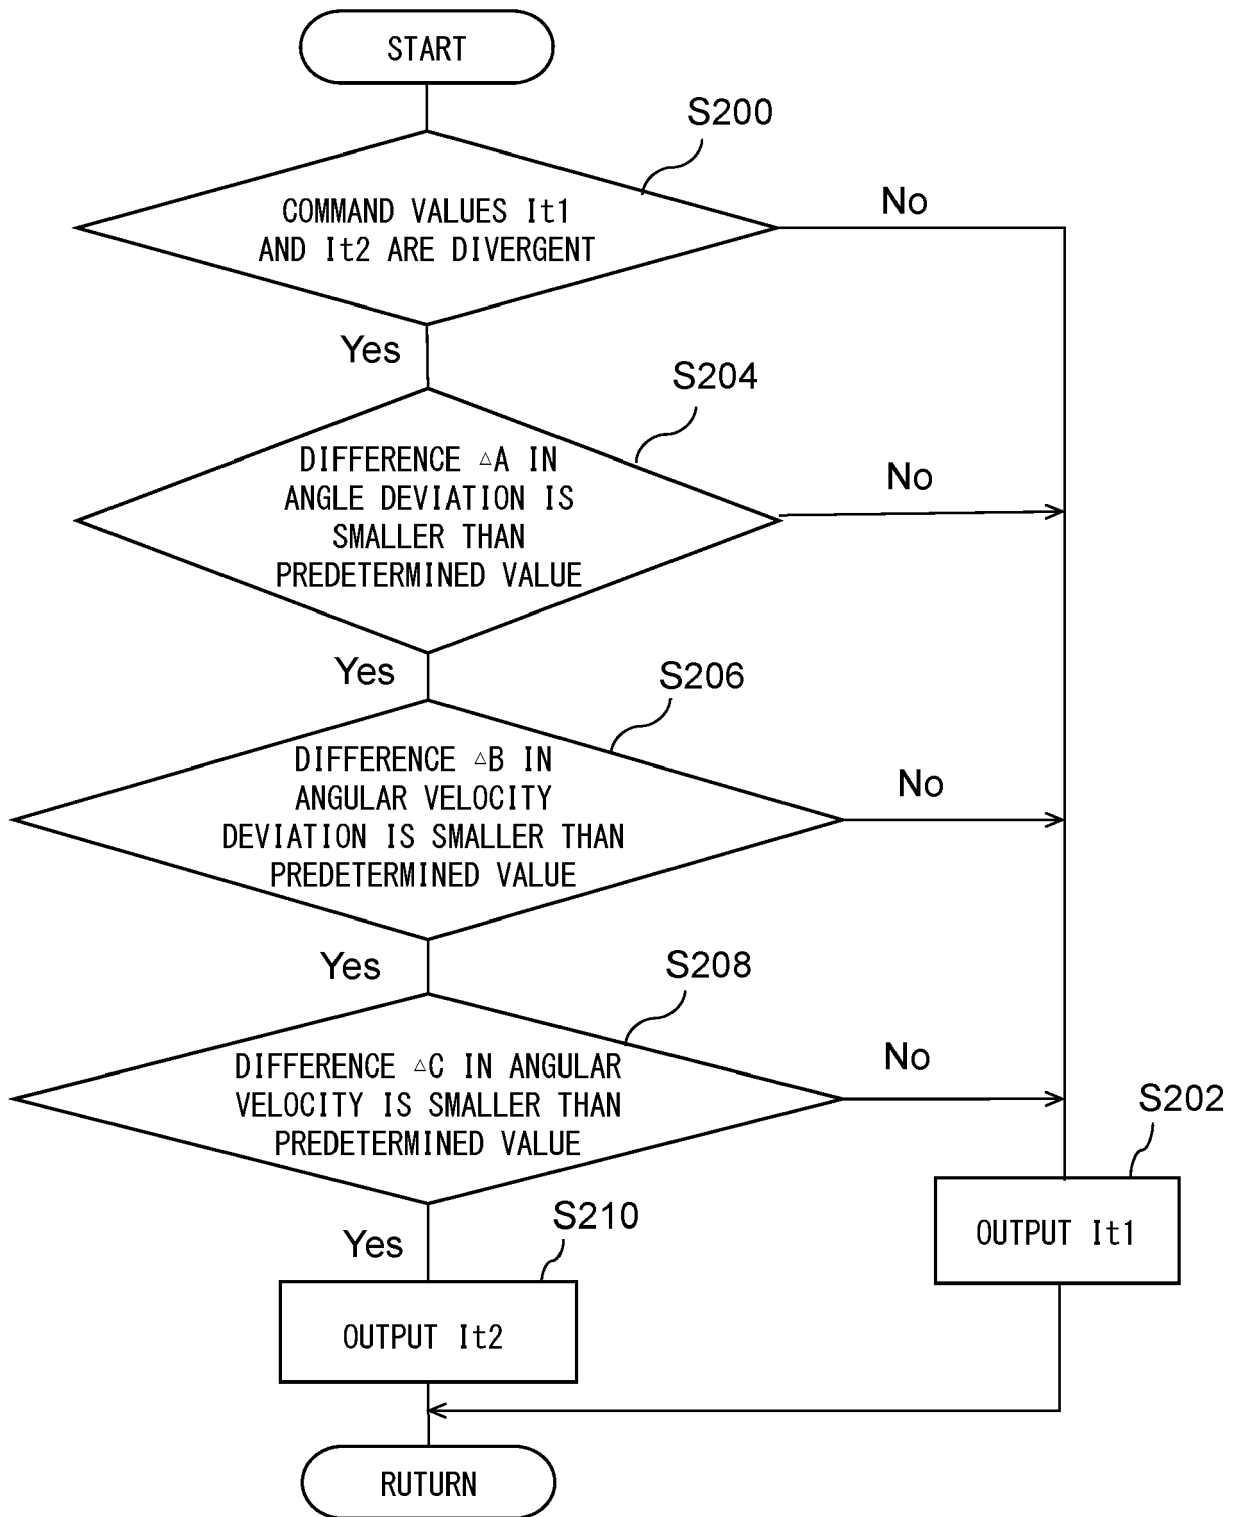 START
S200
COMMAND VALUES It1
AND It2 ARE DIVERGENT
No
Yes
S204
DIFFERENCE △A IN
ANGLE DEVIATION IS
SMALLER THAN
PREDETERMINED VALUE
No
Yes
S206
DIFFERENCE △B IN
ANGULAR VELOCITY
DEVIATION IS SMALLER THAN
PREDETERMINED VALUE
No
Yes
S208
DIFFERENCE △C IN ANGULAR
VELOCITY IS SMALLER THAN
PREDETERMINED VALUE
No
S202
OUTPUT It1
Yes
S210
OUTPUT It2
RUTURN